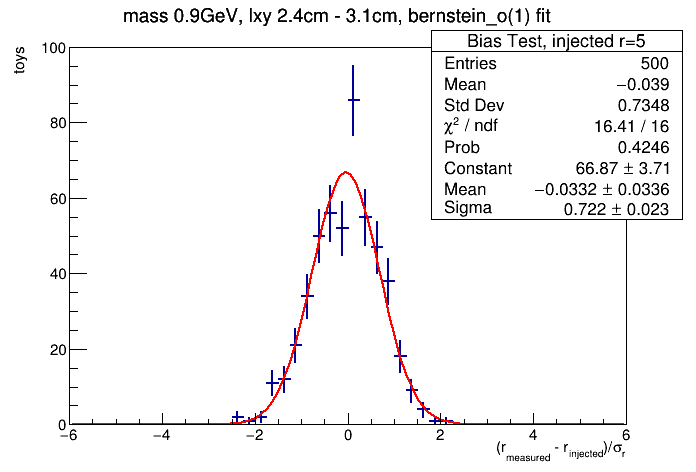 mass 0.9GeV, lxy 2.4cm - 3.1cm, bernstein_o(1) fit
Bias Test, injected r=5
Entries 500
Mean −0.039
Std Dev 0.7348
χ² / ndf 16.41 / 16
Prob 0.4246
Constant 66.87 ± 3.71
Mean −0.0332 ± 0.0336
Sigma 0.722 ± 0.023
toys
100
80
60
40
20
0
−6 −4 −2 0 2 4 6
(r_measured - r_injected)/σ_r